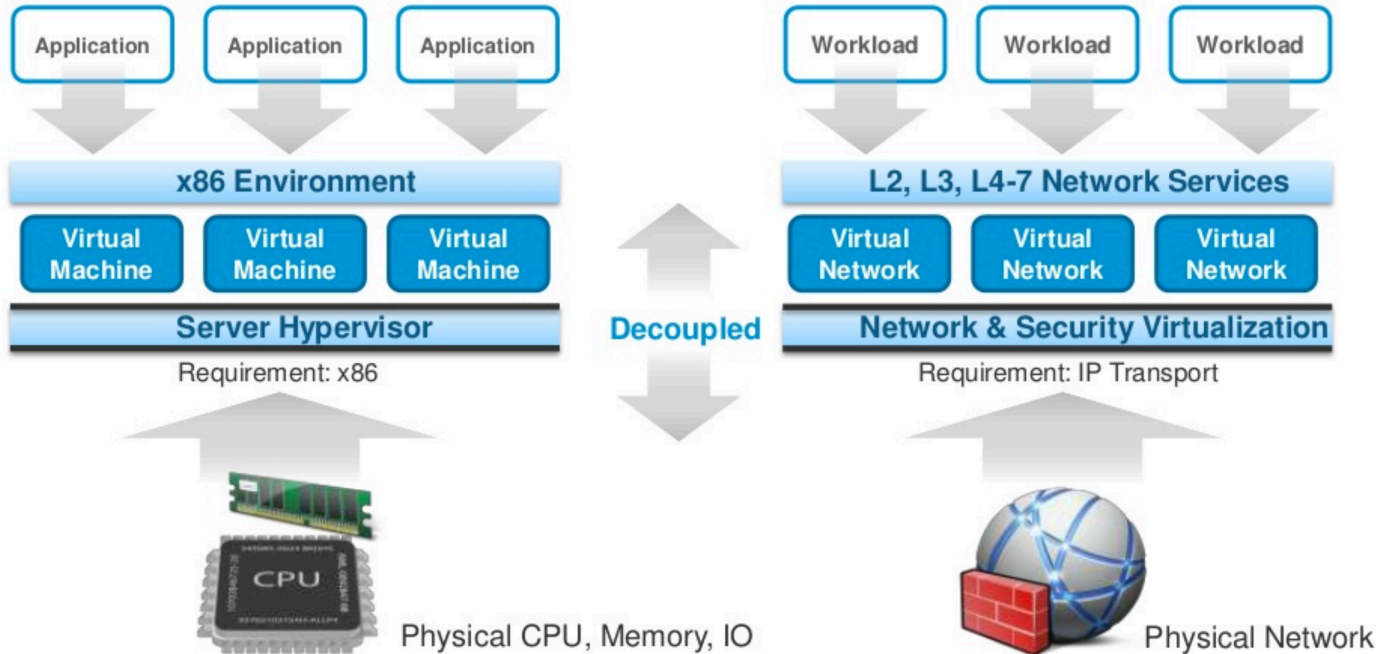 Application Application Application
Workload Workload Workload
x86 Environment
L2, L3, L4-7 Network Services
Virtual Machine
Virtual Machine
Virtual Machine
Virtual Network
Virtual Network
Virtual Network
Server Hypervisor
Decoupled
Network & Security Virtualization
Requirement: x86
Requirement: IP Transport
CPU
Physical CPU, Memory, IO
Physical Network